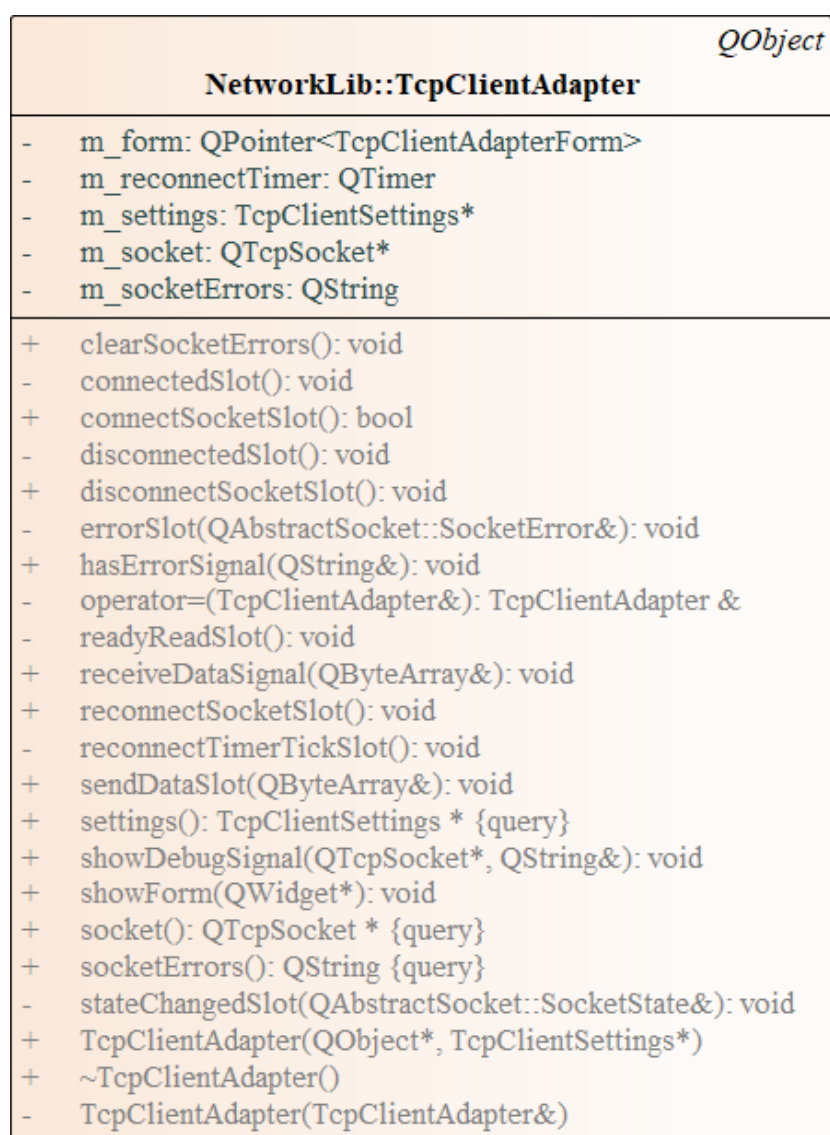 QObject
NetworkLib::TcpClientAdapter
- m_form: QPointer<TcpClientAdapterForm>
- m_reconnectTimer: QTimer
- m_settings: TcpClientSettings*
- m_socket: QTcpSocket*
- m_socketErrors: QString
+ clearSocketErrors(): void
- connectedSlot(): void
+ connectSocketSlot(): bool
- disconnectedSlot(): void
+ disconnectSocketSlot(): void
- errorSlot(QAbstractSocket::SocketError&): void
+ hasErrorSignal(QString&): void
- operator=(TcpClientAdapter&): TcpClientAdapter &
- readyReadSlot(): void
+ receiveDataSignal(QByteArray&): void
+ reconnectSocketSlot(): void
- reconnectTimerTickSlot(): void
+ sendDataSlot(QByteArray&): void
+ settings(): TcpClientSettings * {query}
+ showDebugSignal(QTcpSocket*, QString&): void
+ showForm(QWidget*): void
+ socket(): QTcpSocket * {query}
+ socketErrors(): QString {query}
- stateChangedSlot(QAbstractSocket::SocketState&): void
+ TcpClientAdapter(QObject*, TcpClientSettings*)
+ ~TcpClientAdapter()
- TcpClientAdapter(TcpClientAdapter&)